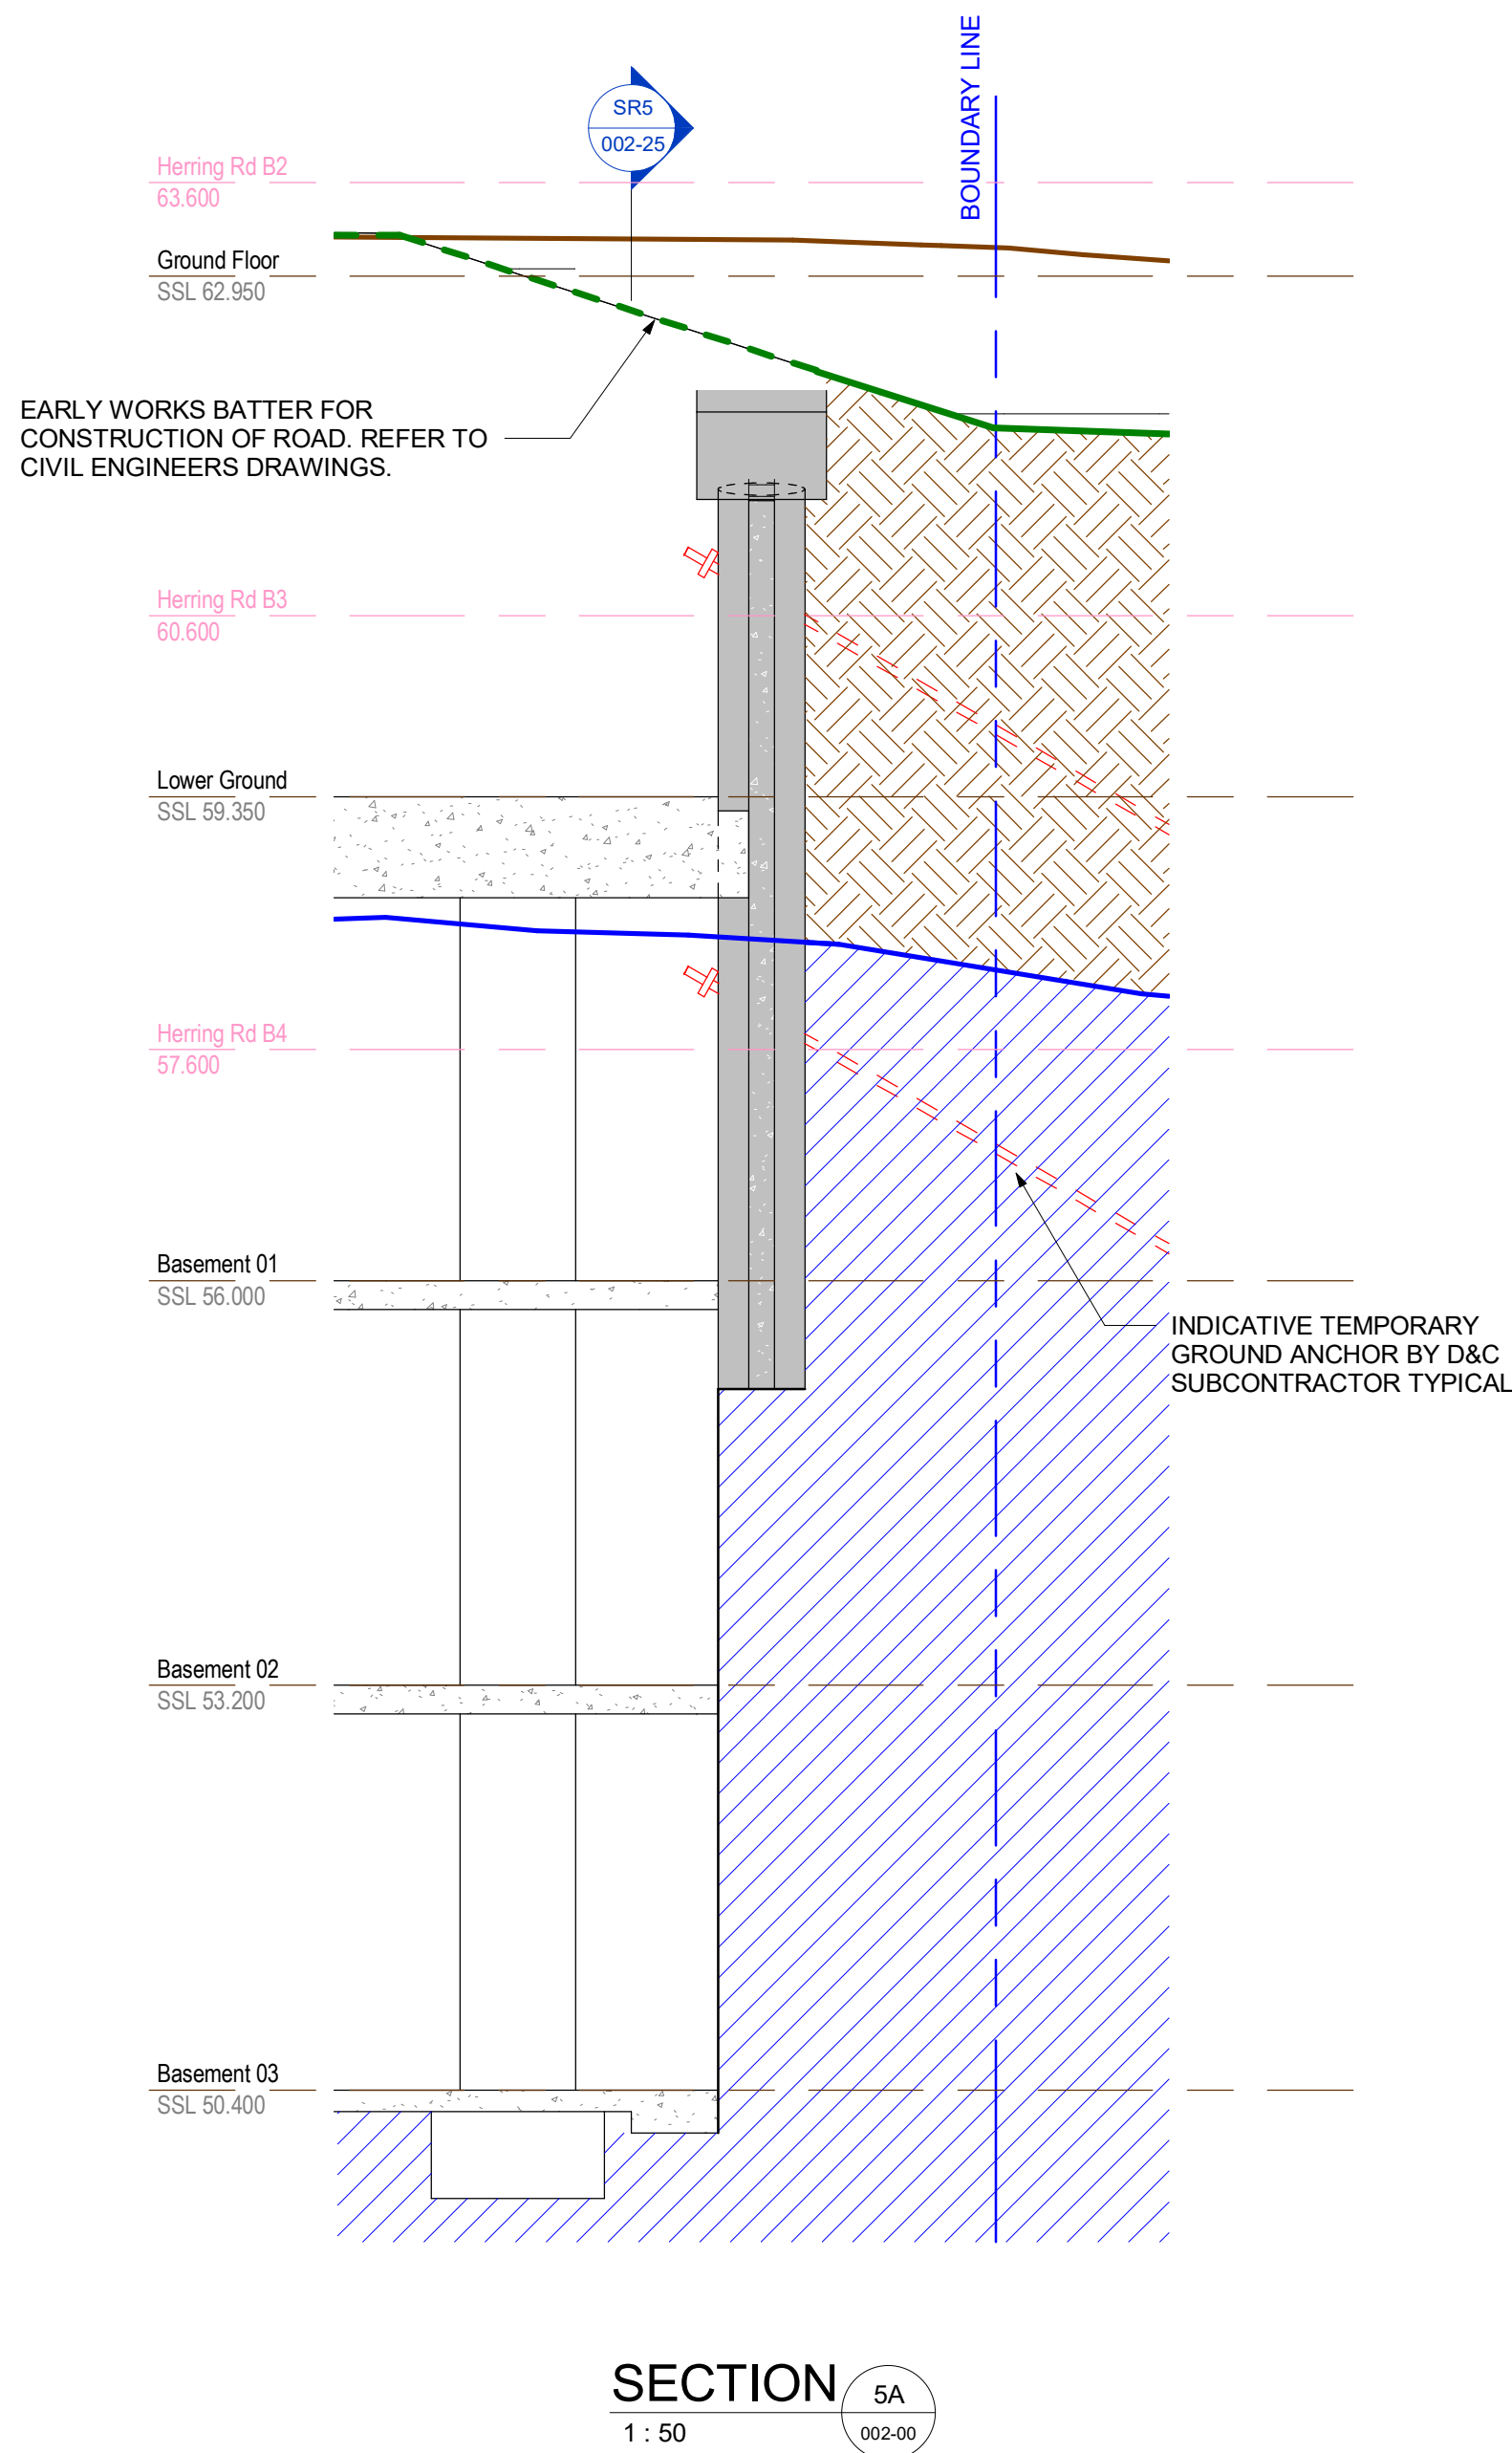 BOUNDARY LINE
SR5
002-25
Herring Rd B2
63.600
Ground Floor
SSL 62.950
EARLY WORKS BATTER FOR
CONSTRUCTION OF ROAD. REFER TO
CIVIL ENGINEERS DRAWINGS.
Herring Rd B3
60.600
Lower Ground
SSL 59.350
Herring Rd B4
57.600
Basement 01
SSL 56.000
INDICATIVE TEMPORARY
GROUND ANCHOR BY D&C
SUBCONTRACTOR TYPICAL
Basement 02
SSL 53.200
Basement 03
SSL 50.400
SECTION
5A
1 : 50
002-00